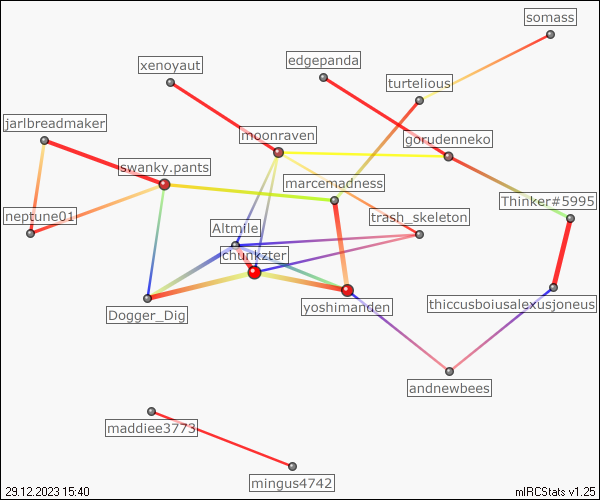 somass
edgepanda
xenoyaut
turtelious
jarlbreadmaker
moonraven
gorudenneko
swanky.pants
marcemadness
Thinker#5995
neptune01
trash_skeleton
Altmile
chunkzter
Dogger_Dig
yoshimanden
thiccusboiusalexusjoneus
andnewbees
maddiee3773
mingus4742
29.12.2023 15:40
mIRCStats v1.25